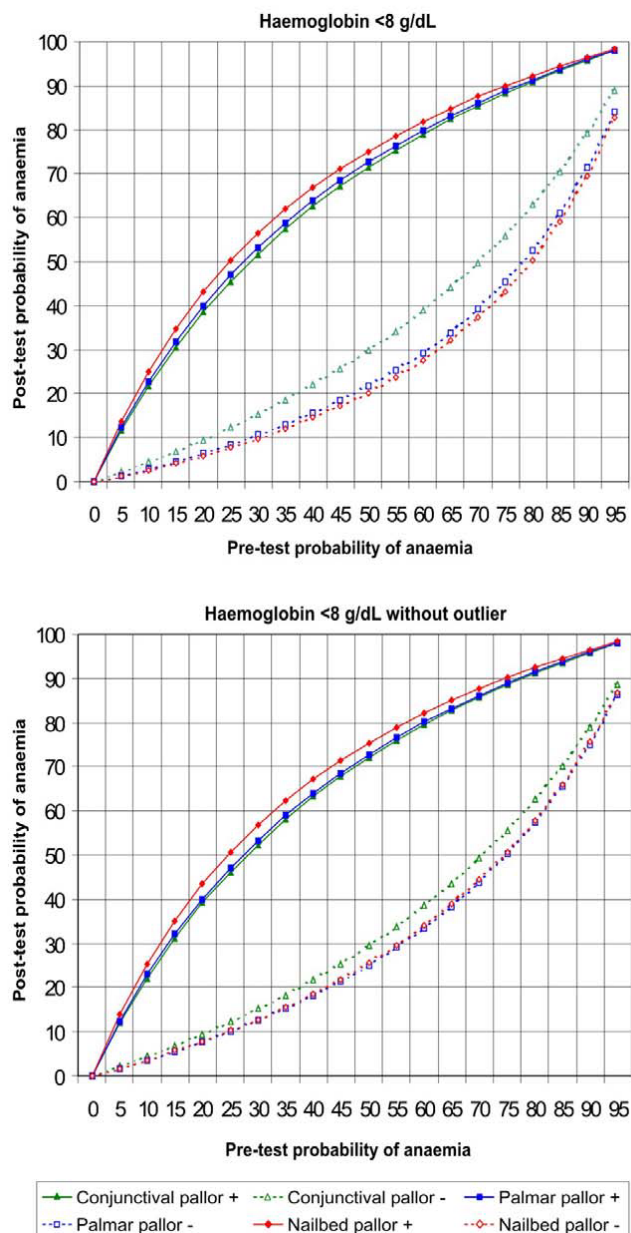 Haemoglobin <8 g/dL
Post-test probability of anaemia
100
90
80
70
60
50
40
30
20
10
0
0 5 10 15 20 25 30 35 40 45 50 55 60 65 70 75 80 85 90 95
Pre-test probability of anaemia
Haemoglobin <8 g/dL without outlier
Post-test probability of anaemia
100
90
80
70
60
50
40
30
20
10
0
0 5 10 15 20 25 30 35 40 45 50 55 60 65 70 75 80 85 90 95
Pre-test probability of anaemia
Conjunctival pallor + Conjunctival pallor - Palmar pallor +
Palmar pallor - Nailbed pallor + Nailbed pallor -